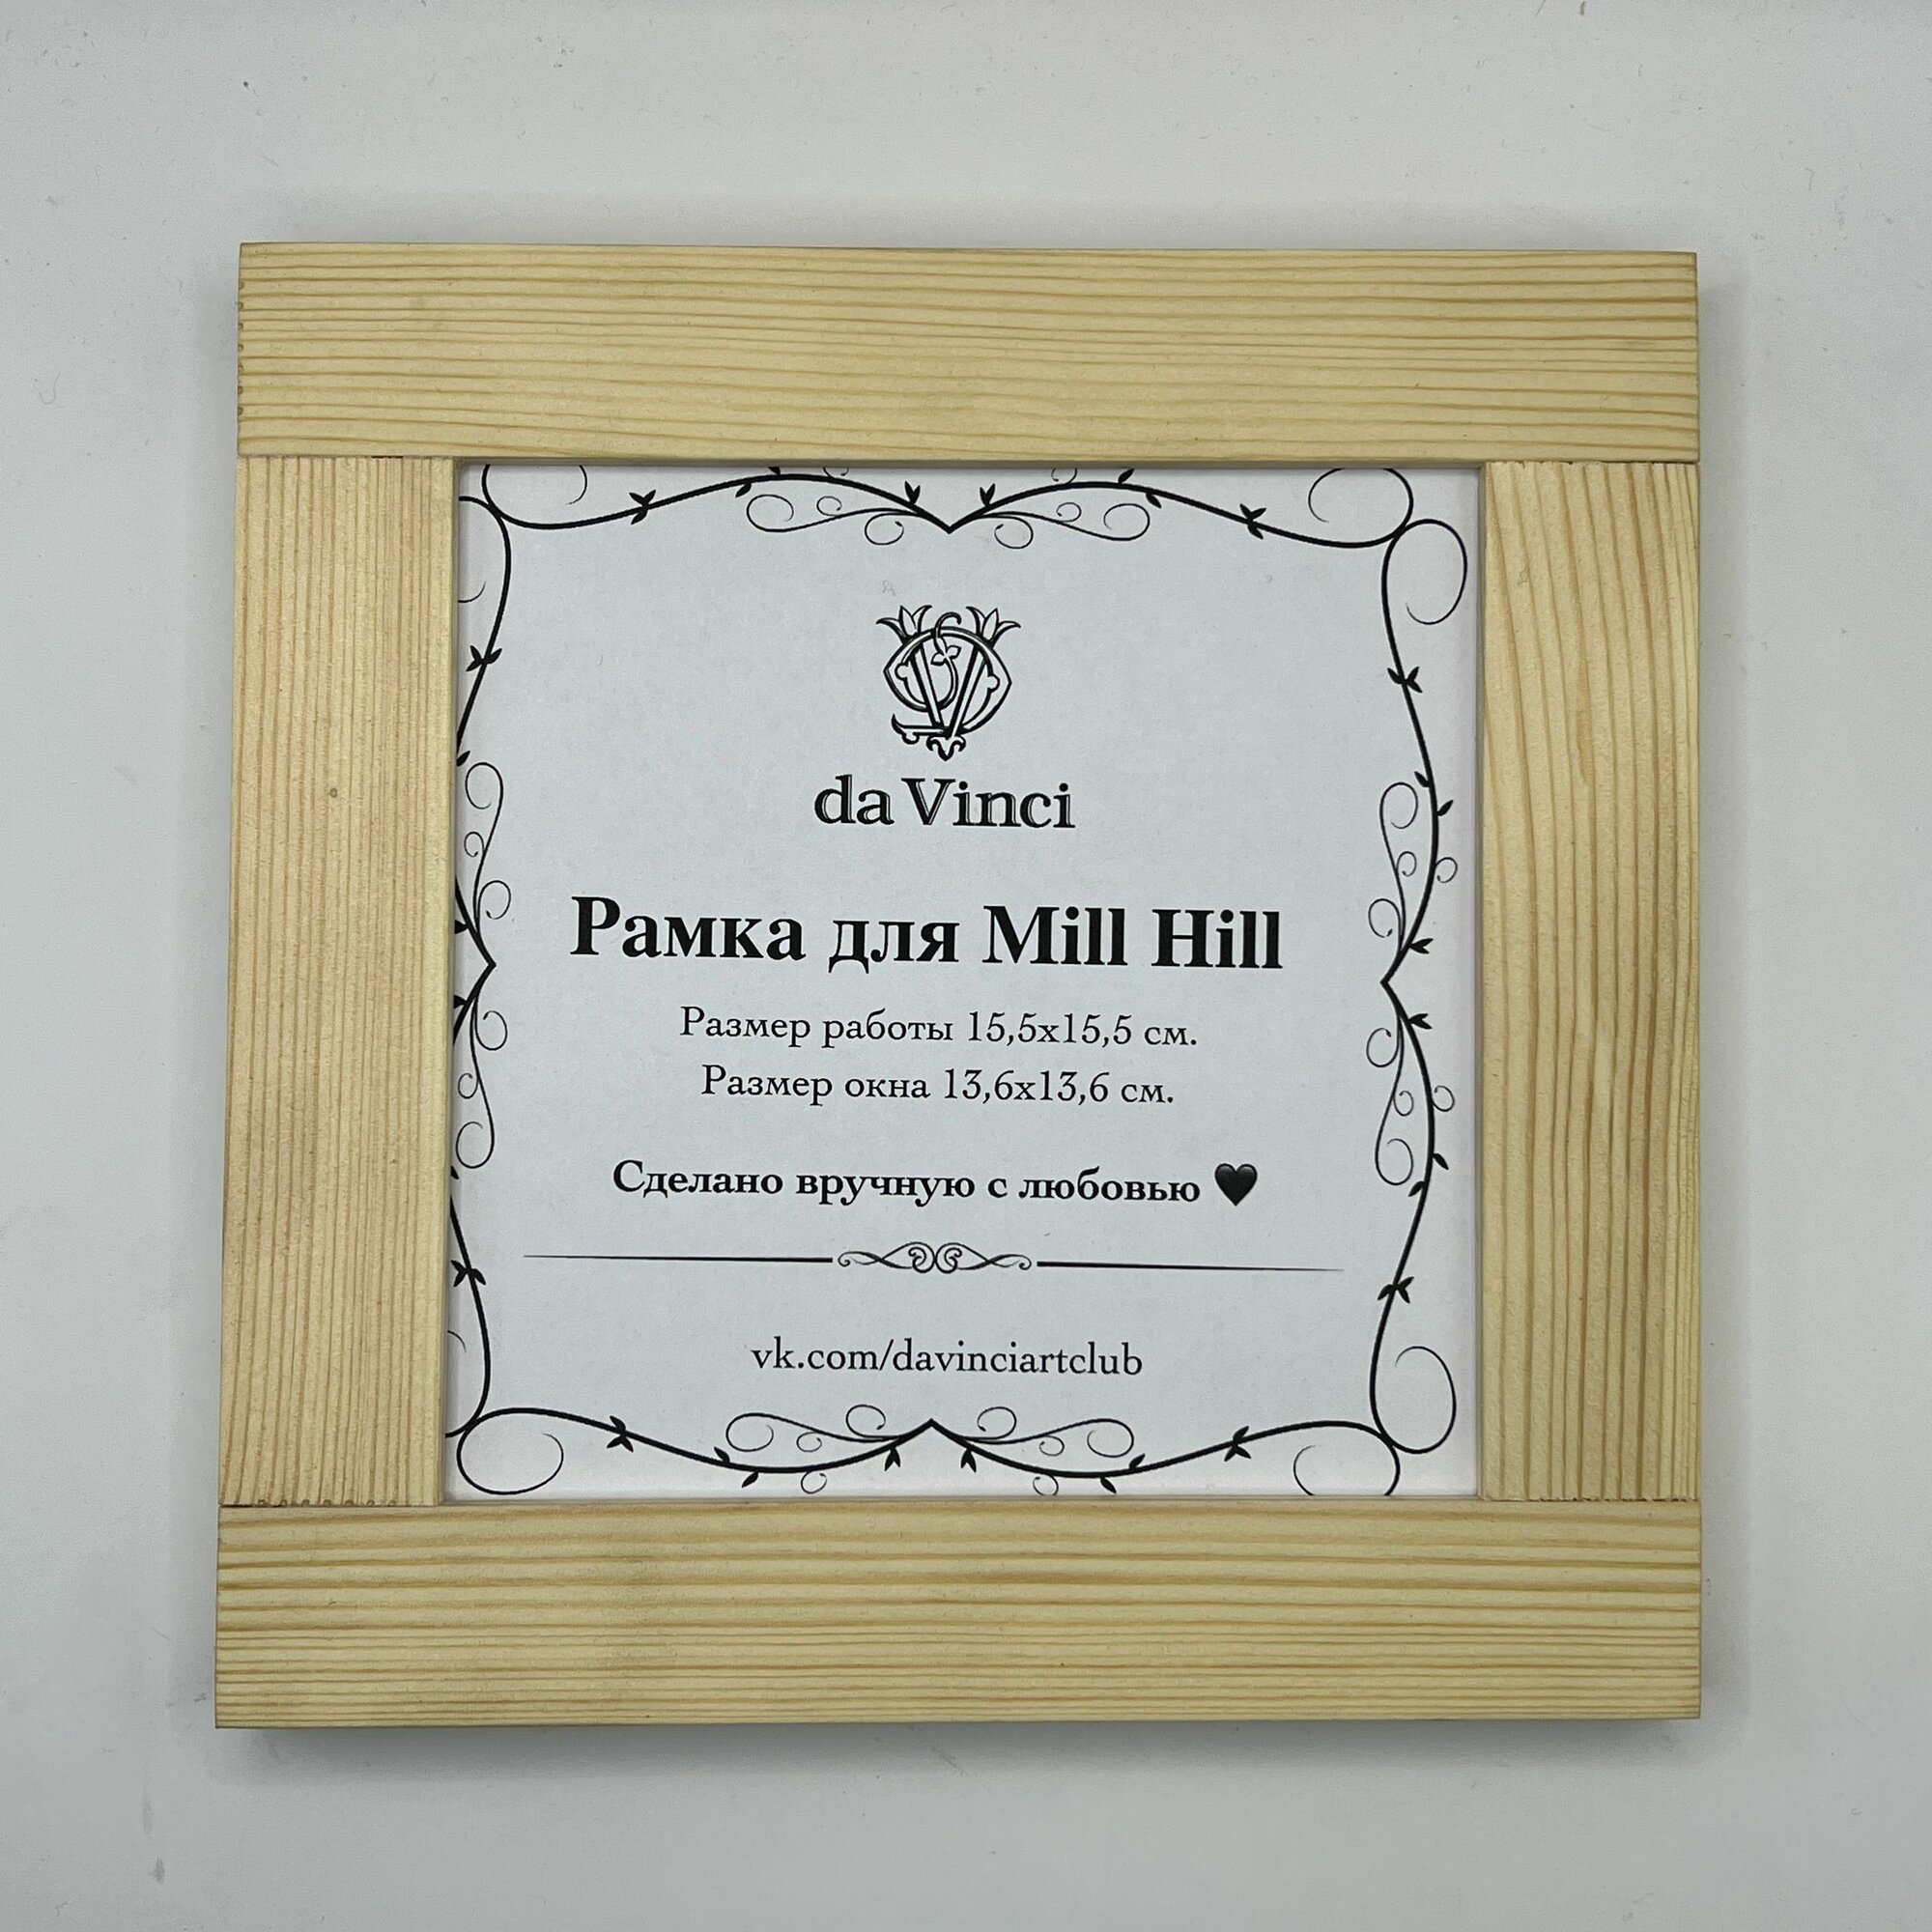 da Vinci
Рамка для Mill Hill
Размер работы 15,5х15,5 см.
Размер окна 13,6х13,6 см.
Сделано вручную с любовью 🖤
vk.com/davinciartclub